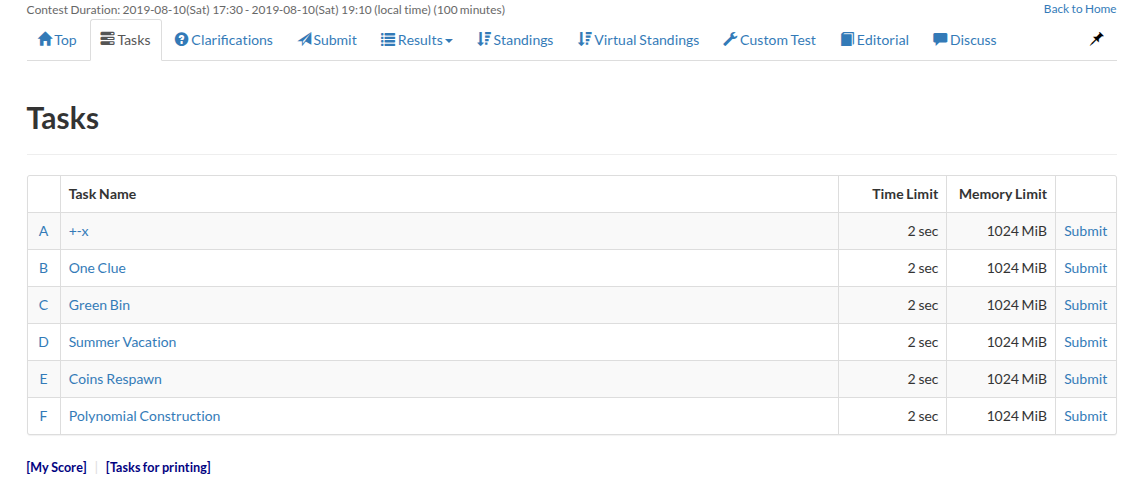 Contest Duration: 2019-08-10(Sat) 17:30 - 2019-08-10(Sat) 19:10 (local time) (100 minutes) Back to Home
Top Tasks Clarifications Submit Results Standings Virtual Standings Custom Test Editorial Discuss
Tasks
Task Name Time Limit Memory Limit
A +-x 2 sec 1024 MiB Submit
B One Clue 2 sec 1024 MiB Submit
C Green Bin 2 sec 1024 MiB Submit
D Summer Vacation 2 sec 1024 MiB Submit
E Coins Respawn 2 sec 1024 MiB Submit
F Polynomial Construction 2 sec 1024 MiB Submit
[My Score] [Tasks for printing]